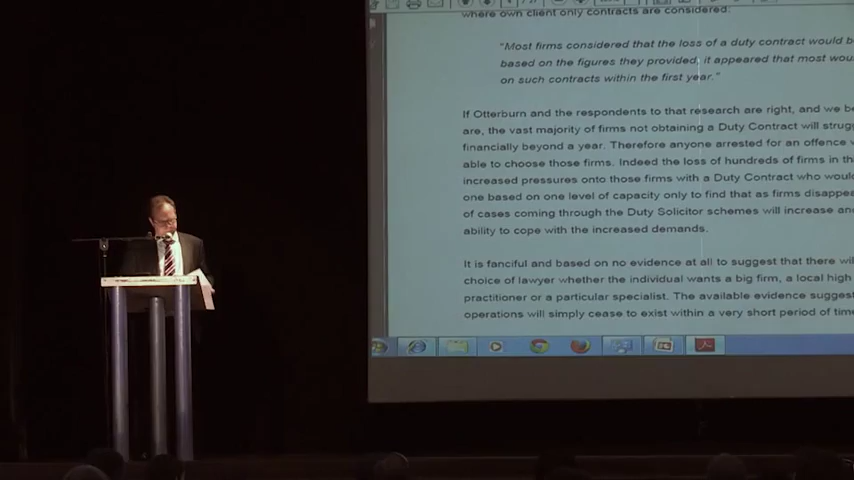 where own client only contracts are considered:
"Most firms considered that the loss of a duty contract would b
based on the figures they provided, it appeared that most wou
on such contracts within the first year."
If Otterburn and the respondents to that research are right, and we be
are, the vast majority of firms not obtaining a Duty Contract will strugg
financially beyond a year. Therefore anyone arrested for an offence
able to choose those firms. Indeed the loss of hundreds of firms in th
increased pressures onto those firms with a Duty Contract who would
one based on one level of capacity only to find that as firms disappea
of cases coming through the Duty Solicitor schemes will increase and
ability to cope with the increased demands.
It is fanciful and based on no evidence at all to suggest that there wil
choice of lawyer whether the individual wants a big firm, a local high
practitioner or a particular specialist. The available evidence suggest
operations will simply cease to exist within a very short period of time